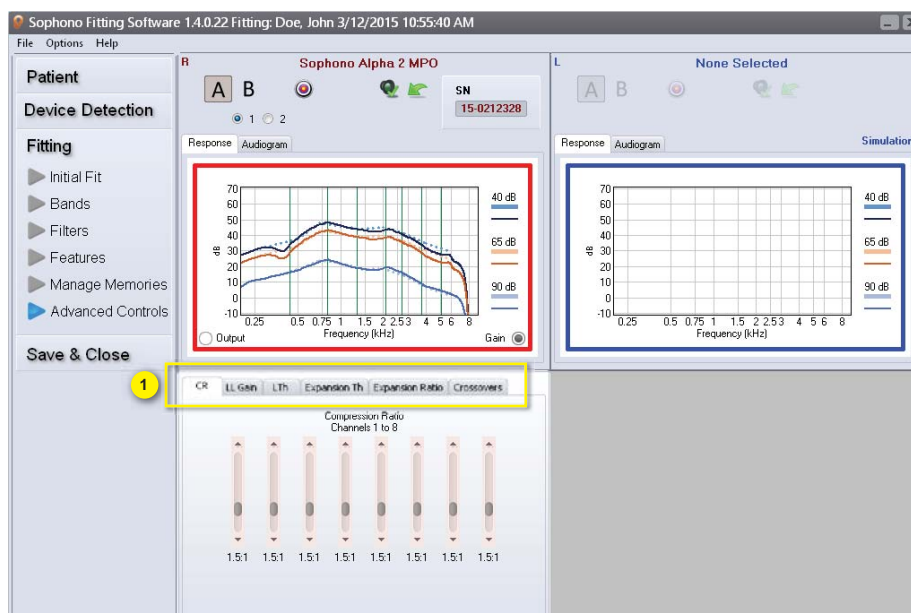 Sophono Fitting Software 1.4.0.22 Fitting: Doe, John 3/12/2015 10:55:40 AM
File Options Help
Patient
Device Detection
Fitting
Initial Fit
Bands
Filters
Features
Manage Memories
Advanced Controls
Save & Close
R Sophono Alpha 2 MPO
A B
1 2
SN
15-0212328
Response Audiogram
70
60
50
40
30
20
10
0
-10
dB
0.25 0.5 0.75 1 1.5 2 2.5 3 4 5 6 8
Frequency (kHz)
Output Gain
40 dB
65 dB
90 dB
L None Selected
A B
Response Audiogram Simulation
70
60
50
40
30
20
10
0
-10
dB
0.25 0.5 0.75 1 1.5 2 2.5 3 4 5 6 8
Frequency (kHz)
40 dB
65 dB
90 dB
1
CR LL Gain LTh Expansion Th Expansion Ratio Crossovers
Compression Ratio
Channels 1 to 8
1.5:1 1.5:1 1.5:1 1.5:1 1.5:1 1.5:1 1.5:1 1.5:1